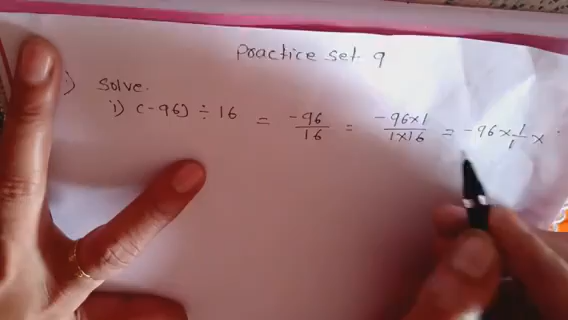 Practice set 9
Solve.
i) (-96) ÷ 16 = -96/16 = -96×1/1×16 = -96 × 1/1 ×